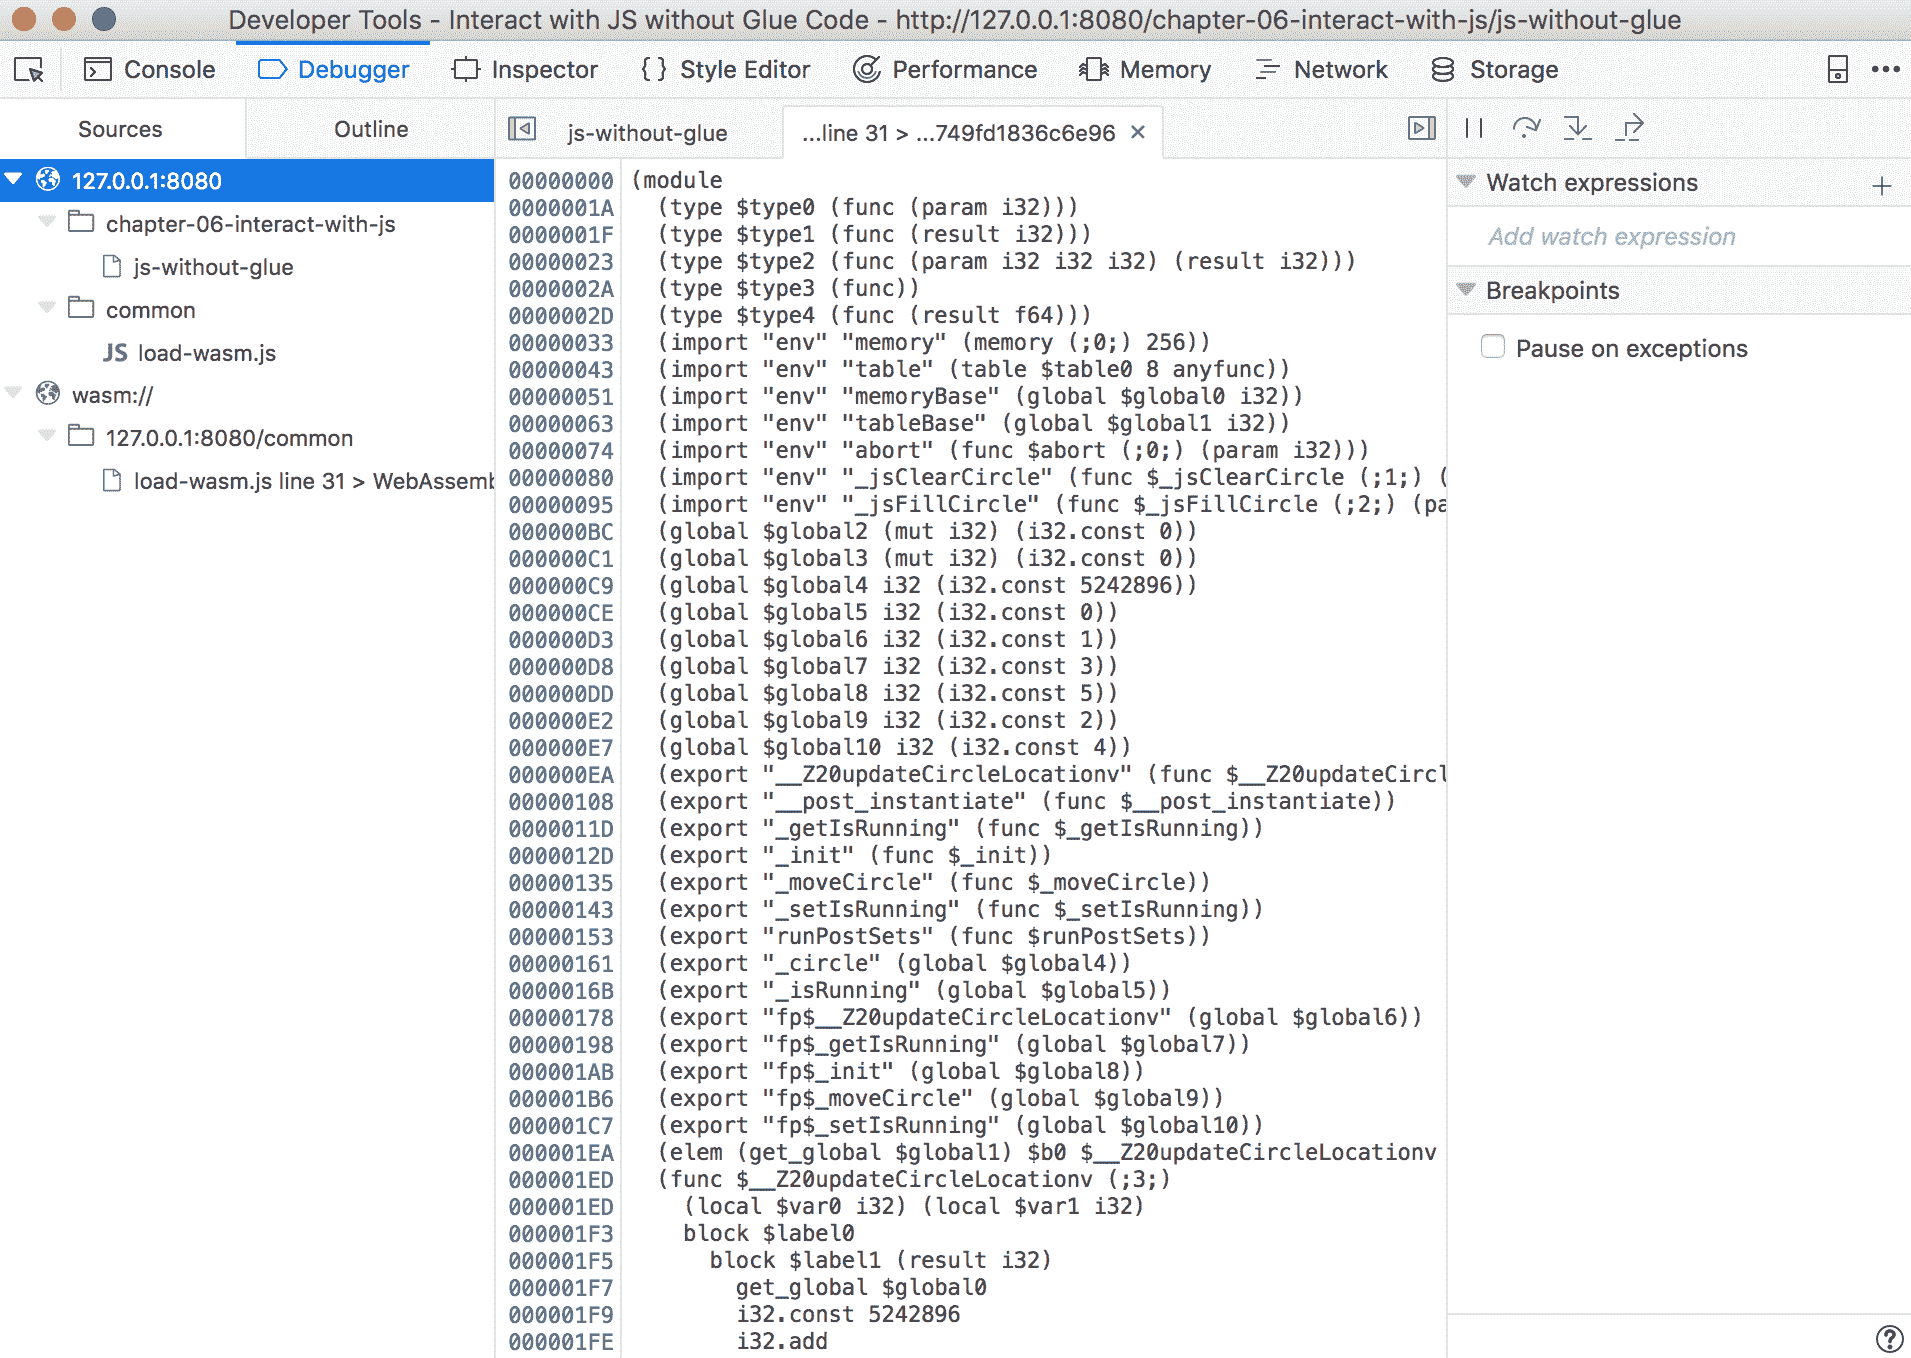 Developer Tools - Interact with JS without Glue Code - http://127.0.0.1:8080/chapter-06-interact-with-js/js-without-glue
Console Debugger Inspector { } Style Editor Performance Memory Network Storage
Sources Outline
js-without-glue ...line 31 > ...749fd1836c6e96
127.0.0.1:8080
chapter-06-interact-with-js
js-without-glue
common
JS load-wasm.js
wasm://
127.0.0.1:8080/common
load-wasm.js line 31 > WebAssemb
00000000 (module
0000001A (type $type0 (func (param i32)))
0000001F (type $type1 (func (result i32)))
00000023 (type $type2 (func (param i32 i32 i32) (result i32)))
0000002A (type $type3 (func))
0000002D (type $type4 (func (result f64)))
00000033 (import "env" "memory" (memory (;0;) 256))
00000043 (import "env" "table" (table $table0 8 anyfunc))
00000051 (import "env" "memoryBase" (global $global0 i32))
00000063 (import "env" "tableBase" (global $global1 i32))
00000074 (import "env" "abort" (func $abort (;0;) (param i32)))
00000080 (import "env" "_jsClearCircle" (func $_jsClearCircle (;1;) (
00000095 (import "env" "_jsFillCircle" (func $_jsFillCircle (;2;) (pa
000000BC (global $global2 (mut i32) (i32.const 0))
000000C1 (global $global3 (mut i32) (i32.const 0))
000000C9 (global $global4 i32 (i32.const 5242896))
000000CE (global $global5 i32 (i32.const 0))
000000D3 (global $global6 i32 (i32.const 1))
000000D8 (global $global7 i32 (i32.const 3))
000000DD (global $global8 i32 (i32.const 5))
000000E2 (global $global9 i32 (i32.const 2))
000000E7 (global $global10 i32 (i32.const 4))
000000EA (export "__Z20updateCircleLocationv" (func $__Z20updateCircl
00000108 (export "__post_instantiate" (func $__post_instantiate))
0000011D (export "_getIsRunning" (func $_getIsRunning))
0000012D (export "_init" (func $_init))
00000135 (export "_moveCircle" (func $_moveCircle))
00000143 (export "_setIsRunning" (func $_setIsRunning))
00000153 (export "runPostSets" (func $runPostSets))
00000161 (export "_circle" (global $global4))
0000016B (export "_isRunning" (global $global5))
00000178 (export "fp$__Z20updateCircleLocationv" (global $global6))
00000198 (export "fp$_getIsRunning" (global $global7))
000001AB (export "fp$_init" (global $global8))
000001B6 (export "fp$_moveCircle" (global $global9))
000001C7 (export "fp$_setIsRunning" (global $global10))
000001EA (elem (get_global $global1) $b0 $__Z20updateCircleLocationv
000001ED (func $__Z20updateCircleLocationv (;3;)
000001ED (local $var0 i32) (local $var1 i32)
000001F3 block $label0
000001F5 block $label1 (result i32)
000001F7 get_global $global0
000001F9 i32.const 5242896
000001FE i32.add
Watch expressions
Add watch expression
Breakpoints
Pause on exceptions